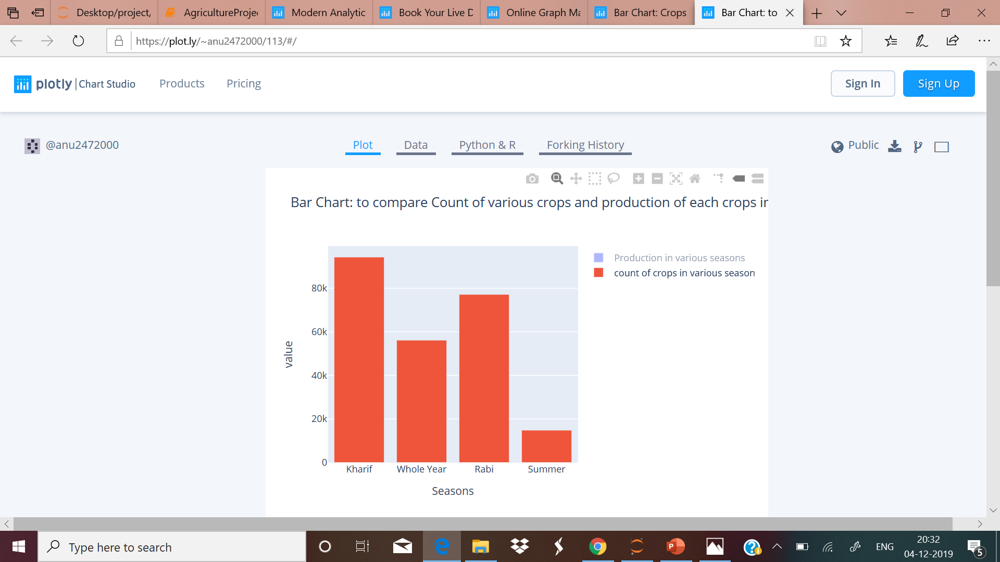 Desktop/project/
AgricultureProje
Modern Analytic
Book Your Live D
Online Graph Ma
Bar Chart: Crops
Bar Chart: to
https://plot.ly/~anu2472000/113/#/
plotly | Chart Studio
Products
Pricing
Sign In
Sign Up
@anu2472000
Plot
Data
Python & R
Forking History
Public
Bar Chart: to compare Count of various crops and production of each crops in
Production in various seasons
count of crops in various season
80k
60k
40k
20k
0
value
Kharif
Whole Year
Rabi
Summer
Seasons
Type here to search
ENG
20:32
04-12-2019
5